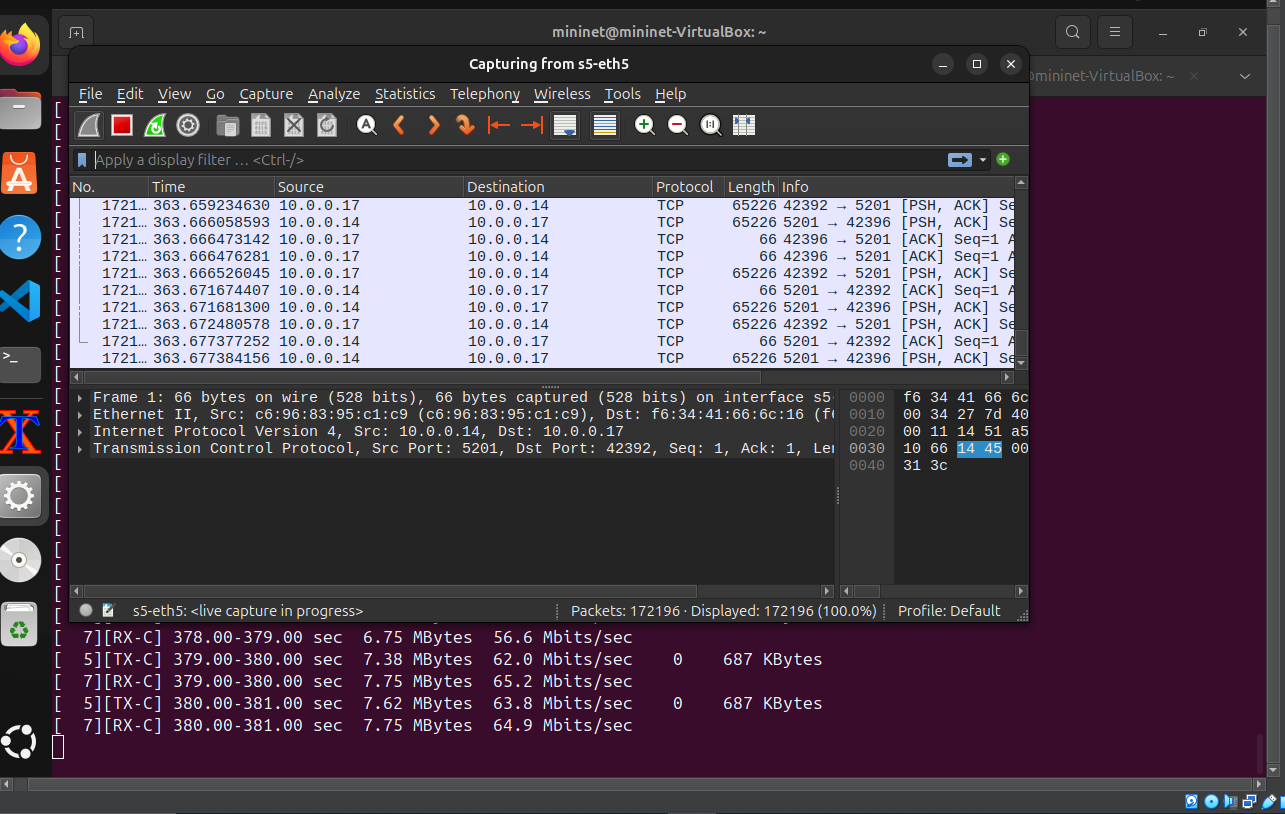 mininet@mininet-VirtualBox: ~
mininet-VirtualBox: ~
Capturing from s5-eth5
File Edit View Go Capture Analyze Statistics Telephony Wireless Tools Help
Apply a display filter … <Ctrl-/>
No. Time Source Destination Protocol Length Info
1721… 363.659234630 10.0.0.17 10.0.0.14 TCP 65226 42392 → 5201 [PSH, ACK] Se
1721… 363.666058593 10.0.0.14 10.0.0.17 TCP 65226 5201 → 42396 [PSH, ACK] Se
1721… 363.666473142 10.0.0.17 10.0.0.14 TCP 66 42396 → 5201 [ACK] Seq=1 A
1721… 363.666476281 10.0.0.17 10.0.0.14 TCP 66 42396 → 5201 [ACK] Seq=1 A
1721… 363.666526045 10.0.0.17 10.0.0.14 TCP 65226 42392 → 5201 [PSH, ACK] Se
1721… 363.671674407 10.0.0.14 10.0.0.17 TCP 66 5201 → 42392 [ACK] Seq=1 A
1721… 363.671681300 10.0.0.14 10.0.0.17 TCP 65226 5201 → 42396 [PSH, ACK] Se
1721… 363.672480578 10.0.0.17 10.0.0.14 TCP 65226 42392 → 5201 [PSH, ACK] Se
1721… 363.677377252 10.0.0.14 10.0.0.17 TCP 66 5201 → 42392 [ACK] Seq=1 A
1721… 363.677384156 10.0.0.14 10.0.0.17 TCP 65226 5201 → 42396 [PSH, ACK] Se
Frame 1: 66 bytes on wire (528 bits), 66 bytes captured (528 bits) on interface s5-
Ethernet II, Src: c6:96:83:95:c1:c9 (c6:96:83:95:c1:c9), Dst: f6:34:41:66:6c:16 (f6
Internet Protocol Version 4, Src: 10.0.0.14, Dst: 10.0.0.17
Transmission Control Protocol, Src Port: 5201, Dst Port: 42392, Seq: 1, Ack: 1, Len
0000 f6 34 41 66 6c
0010 00 34 27 7d 40
0020 00 11 14 51 a5
0030 10 66 14 45 00
0040 31 3c
s5-eth5: <live capture in progress> Packets: 172196 · Displayed: 172196 (100.0%) Profile: Default
[ 7][RX-C] 378.00-379.00 sec 6.75 MBytes 56.6 Mbits/sec
[ 5][TX-C] 379.00-380.00 sec 7.38 MBytes 62.0 Mbits/sec 0 687 KBytes
[ 7][RX-C] 379.00-380.00 sec 7.75 MBytes 65.2 Mbits/sec
[ 5][TX-C] 380.00-381.00 sec 7.62 MBytes 63.8 Mbits/sec 0 687 KBytes
[ 7][RX-C] 380.00-381.00 sec 7.75 MBytes 64.9 Mbits/sec